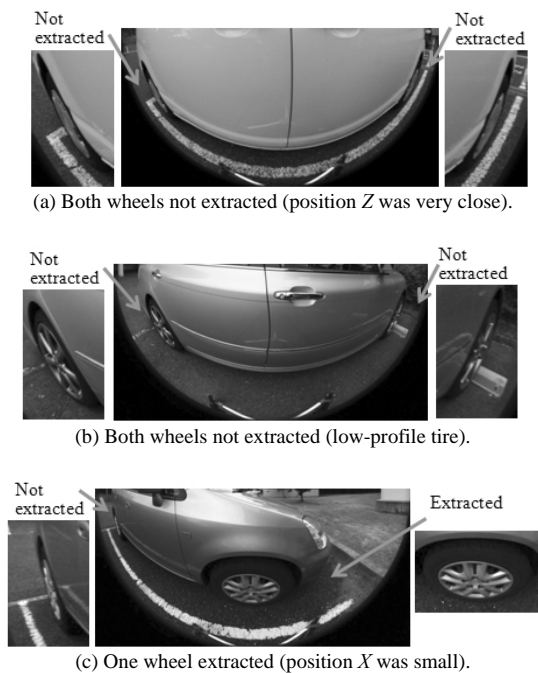 Not
extracted
Not
extracted
(a) Both wheels not extracted (position Z was very close).
Not
extracted
Not
extracted
(b) Both wheels not extracted (low-profile tire).
Not
extracted
Extracted
(c) One wheel extracted (position X was small).